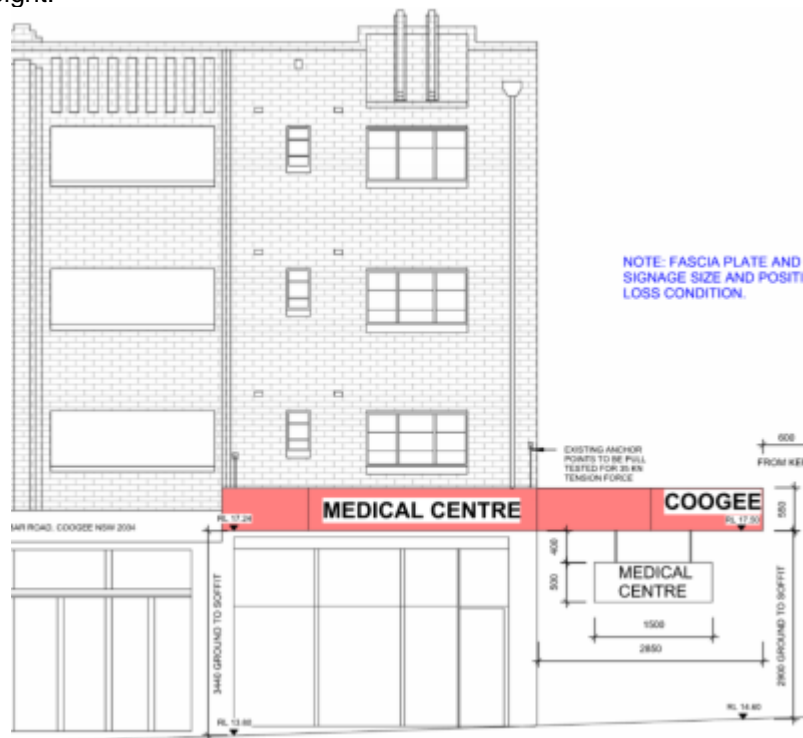 NOTE: FASCIA PLATE AND
SIGNAGE SIZE AND POSITI
LOSS CONDITION.
EXISTING ANCHOR
POINTS TO BE PULL
TESTED FOR 35 KN
TENSION FORCE
600
FROM KE
MEDICAL CENTRE
COOGEE
RL 17.24
RL 17.50
550
BAR ROAD, COOGEE NSW 2034
400
500
MEDICAL
CENTRE
1500
2850
3440 GROUND TO SOFFIT
2900 GROUND TO SOFFIT
RL 13.80
RL 14.60